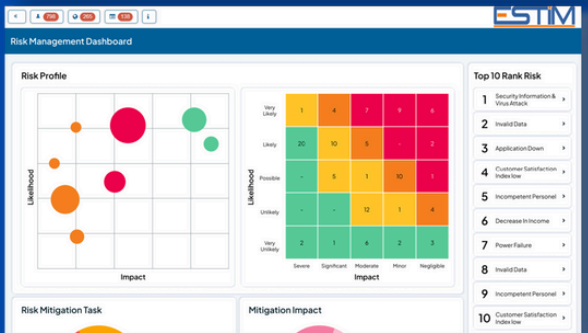 ESTiM
Risk Management Dashboard
Risk Profile
Likelihood
Impact
Likelihood
Very Likely
1 4 7 9 6
Likely
20 10 5 - 2
Possible
- 5 1 10 1
Unlikely
- - 12 1 4
Very Unlikely
2 1 6 2 3
Severe Significant Moderate Minor Negligible
Impact
Top 10 Rank Risk
1 Security Information &
Virus Attack
2 Invalid Data
3 Application Down
4 Customer Satisfaction
Index low
5 Incompetent Personel
6 Decrease In Income
7 Power Failure
8 Invalid Data
9 Incompetent Personel
10 Customer Satisfaction
Index low
Risk Mitigation Task
Mitigation Impact